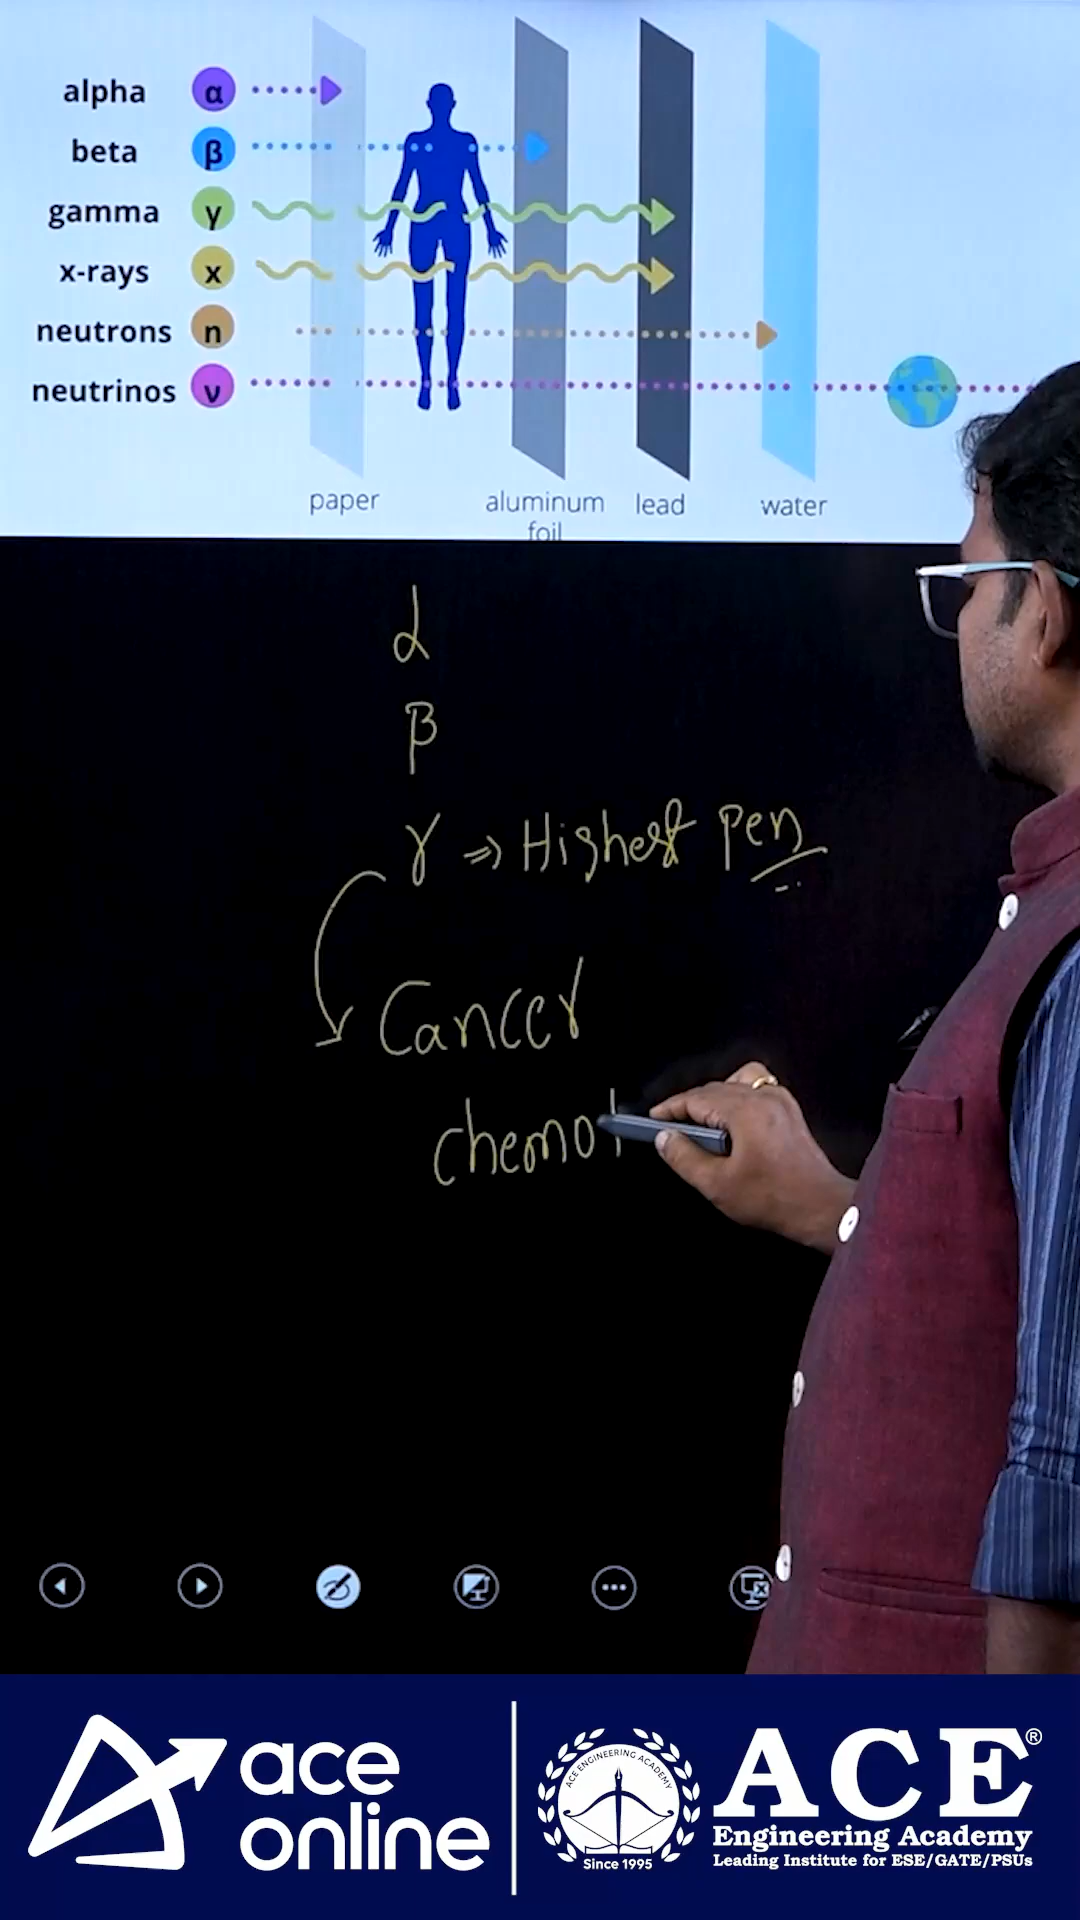 alpha α
beta β
gamma γ
x-rays x
neutrons n
neutrinos ν
paper aluminum foil lead water
α
β
γ ⇒ Highest Pen
Cancer
chemot
ace online
ACE ENGINEERING ACADEMY
Since 1995
ACE®
Engineering Academy
Leading Institute for ESE/GATE/PSUs